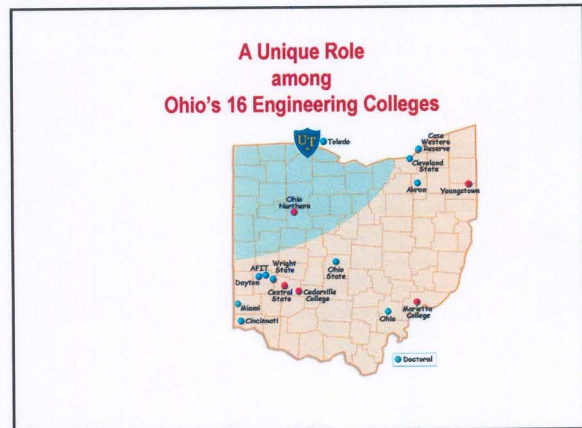 A Unique Role
among
Ohio's 16 Engineering Colleges
UT
Toledo
Case
Western
Reserve
Cleveland
State
Akron
Youngstown
Ohio
Northern
AFIT
Wright
State
Dayton
Central
State
Cedarville
College
Ohio
State
Miami
Cincinnati
Ohio
Marietta
College
Doctoral